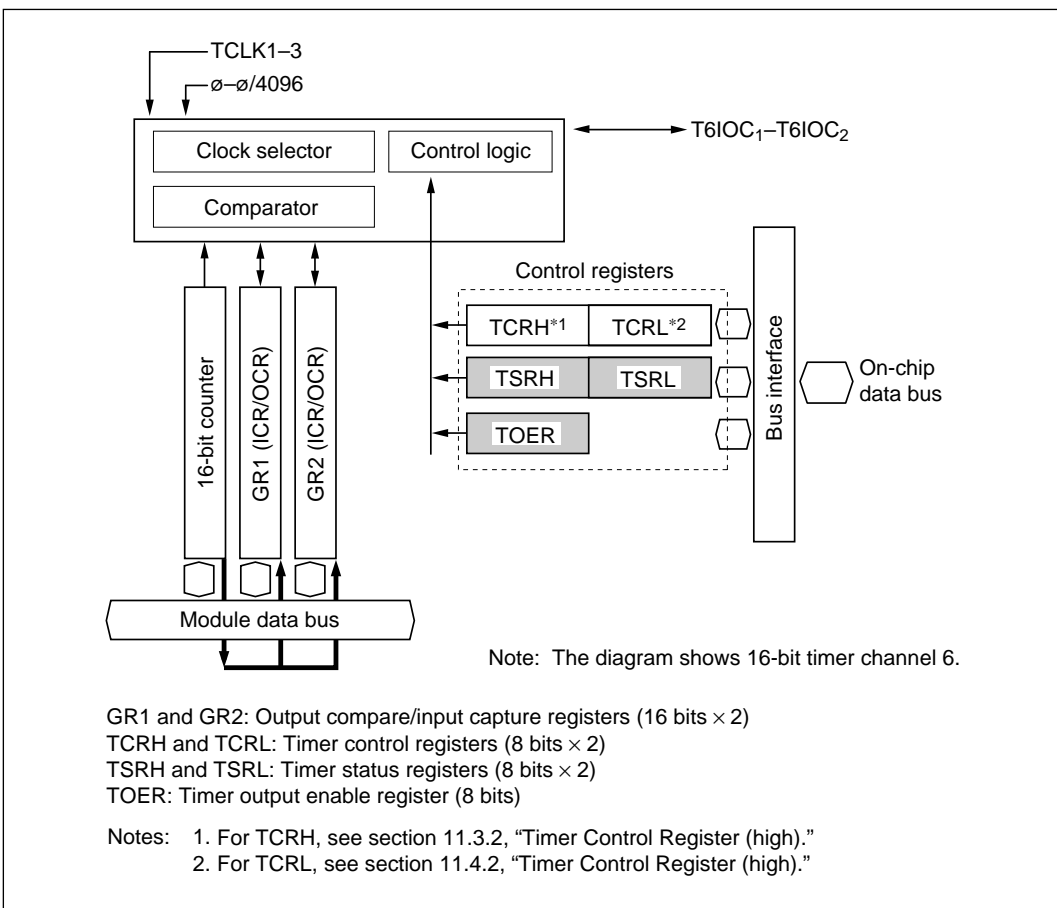 TCLK1–3
ø–ø/4096
Clock selector
Control logic
T6IOC1–T6IOC2
Comparator
Control registers
TCRH*1
TCRL*2
TSRH
TSRL
TOER
Bus interface
On-chip
data bus
16-bit counter
GR1 (ICR/OCR)
GR2 (ICR/OCR)
Module data bus
Note: The diagram shows 16-bit timer channel 6.
GR1 and GR2: Output compare/input capture registers (16 bits × 2)
TCRH and TCRL: Timer control registers (8 bits × 2)
TSRH and TSRL: Timer status registers (8 bits × 2)
TOER: Timer output enable register (8 bits)
Notes: 1. For TCRH, see section 11.3.2, “Timer Control Register (high).”
2. For TCRL, see section 11.4.2, “Timer Control Register (high).”